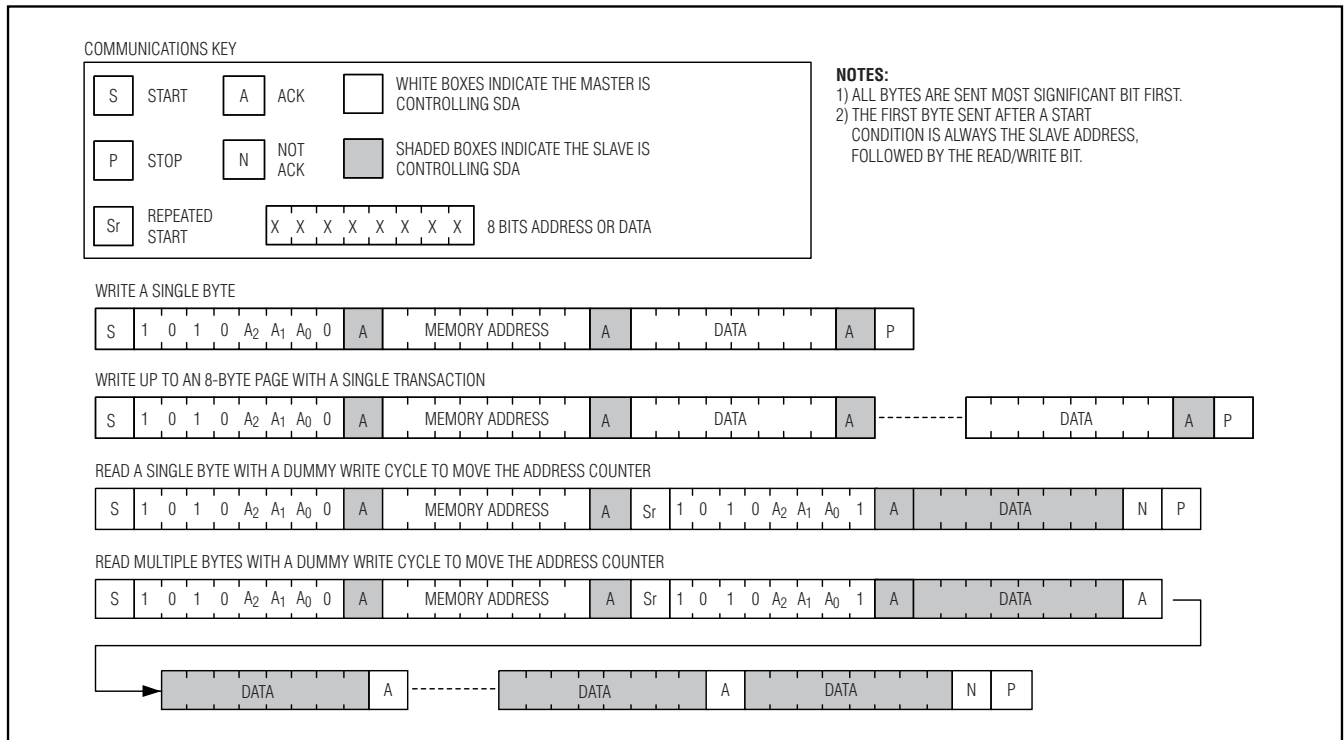 COMMUNICATIONS KEY
S START A ACK WHITE BOXES INDICATE THE MASTER IS
CONTROLLING SDA
P STOP N NOT
ACK SHADED BOXES INDICATE THE SLAVE IS
CONTROLLING SDA
Sr REPEATED
START X X X X X X X X 8 BITS ADDRESS OR DATA
NOTES:
1) ALL BYTES ARE SENT MOST SIGNIFICANT BIT FIRST.
2) THE FIRST BYTE SENT AFTER A START
CONDITION IS ALWAYS THE SLAVE ADDRESS,
FOLLOWED BY THE READ/WRITE BIT.
WRITE A SINGLE BYTE
S 1 0 1 0 A2 A1 A0 0 A MEMORY ADDRESS A DATA A P
WRITE UP TO AN 8-BYTE PAGE WITH A SINGLE TRANSACTION
S 1 0 1 0 A2 A1 A0 0 A MEMORY ADDRESS A DATA A DATA A P
READ A SINGLE BYTE WITH A DUMMY WRITE CYCLE TO MOVE THE ADDRESS COUNTER
S 1 0 1 0 A2 A1 A0 0 A MEMORY ADDRESS A Sr 1 0 1 0 A2 A1 A0 1 A DATA N P
READ MULTIPLE BYTES WITH A DUMMY WRITE CYCLE TO MOVE THE ADDRESS COUNTER
S 1 0 1 0 A2 A1 A0 0 A MEMORY ADDRESS A Sr 1 0 1 0 A2 A1 A0 1 A DATA A
DATA A DATA A DATA N P